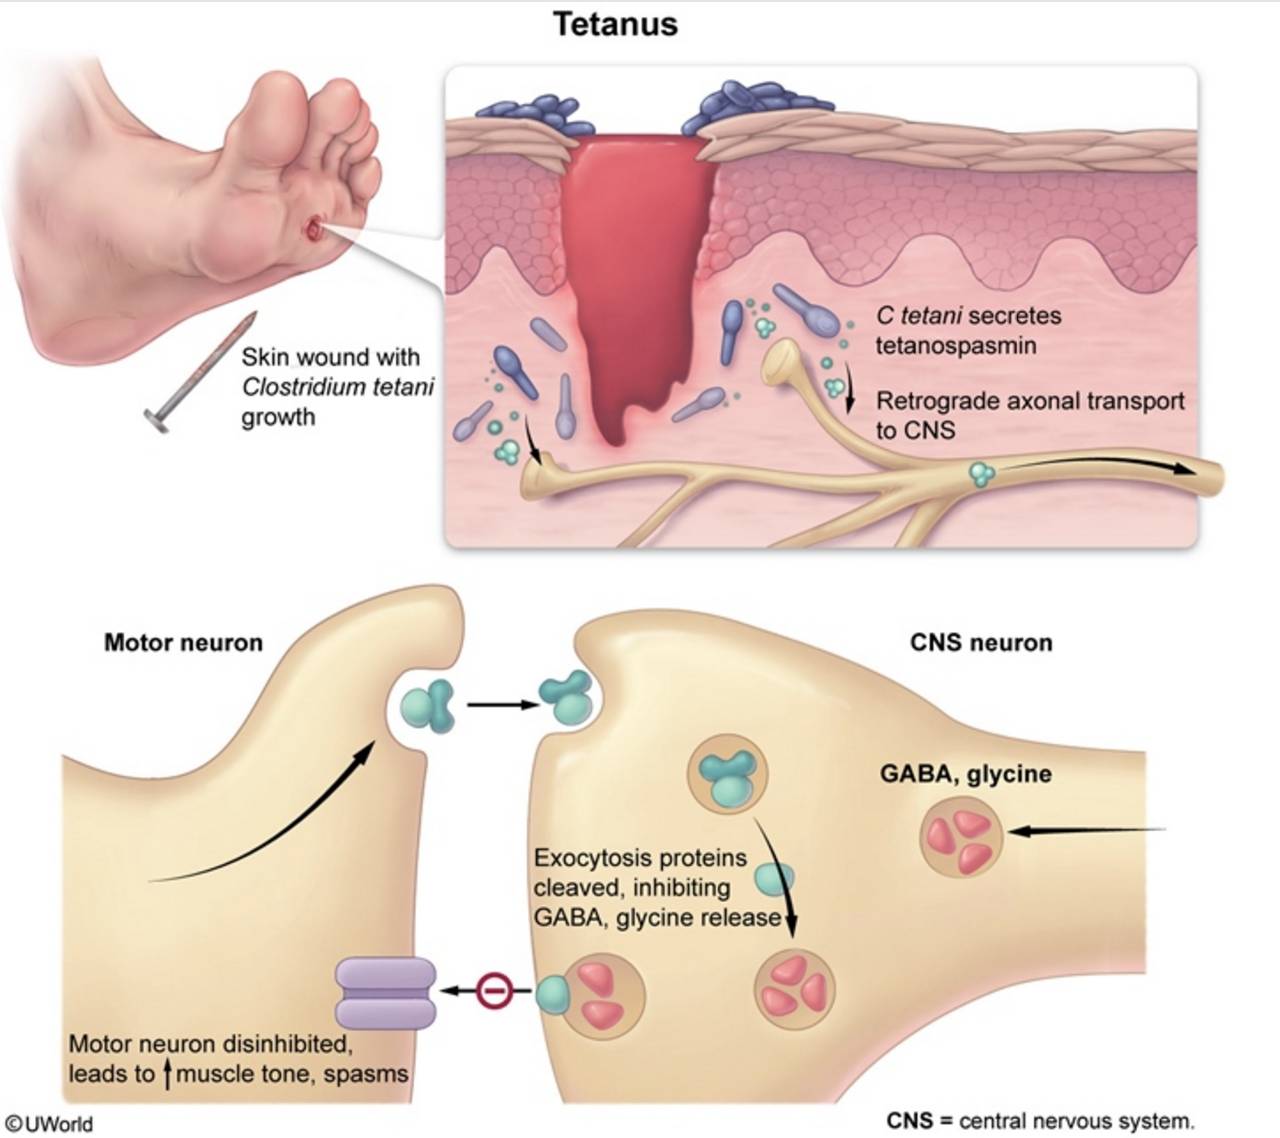 Tetanus
Skin wound with
Clostridium tetani
growth
C tetani secretes
tetanospasmin
Retrograde axonal transport
to CNS
Motor neuron
CNS neuron
GABA, glycine
Exocytosis proteins
cleaved, inhibiting
GABA, glycine release
Motor neuron disinhibited,
leads to ↑ muscle tone, spasms
©UWorld
CNS = central nervous system.